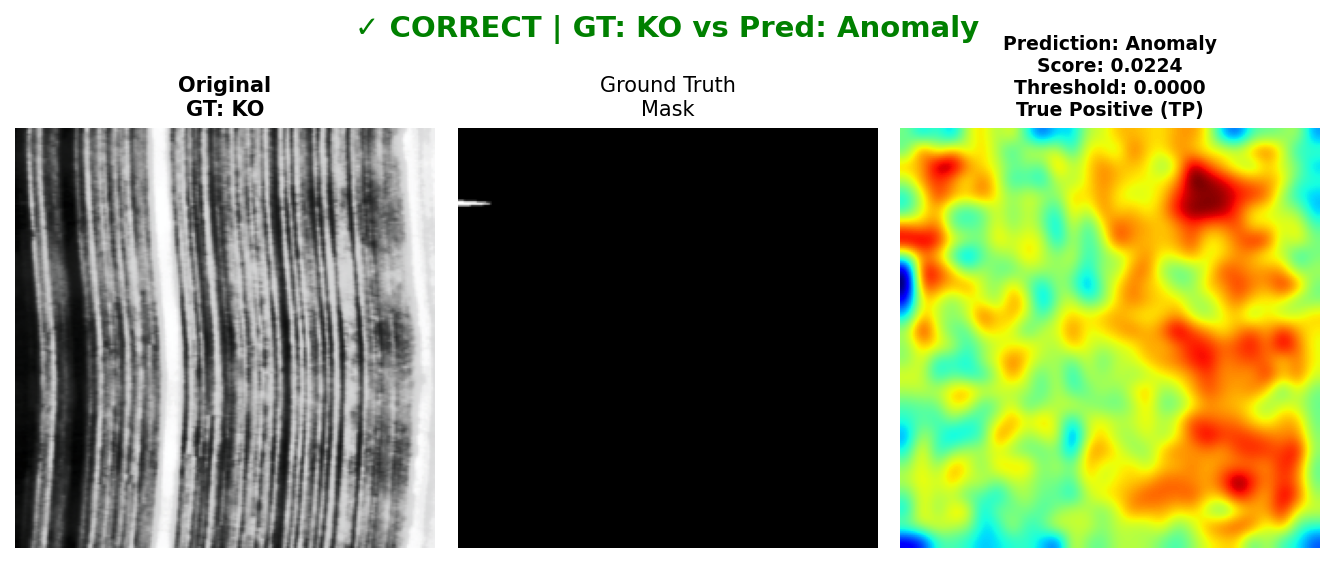 ✓ CORRECT | GT: KO vs Pred: Anomaly
Original
GT: KO
Ground Truth
Mask
Prediction: Anomaly
Score: 0.0224
Threshold: 0.0000
True Positive (TP)